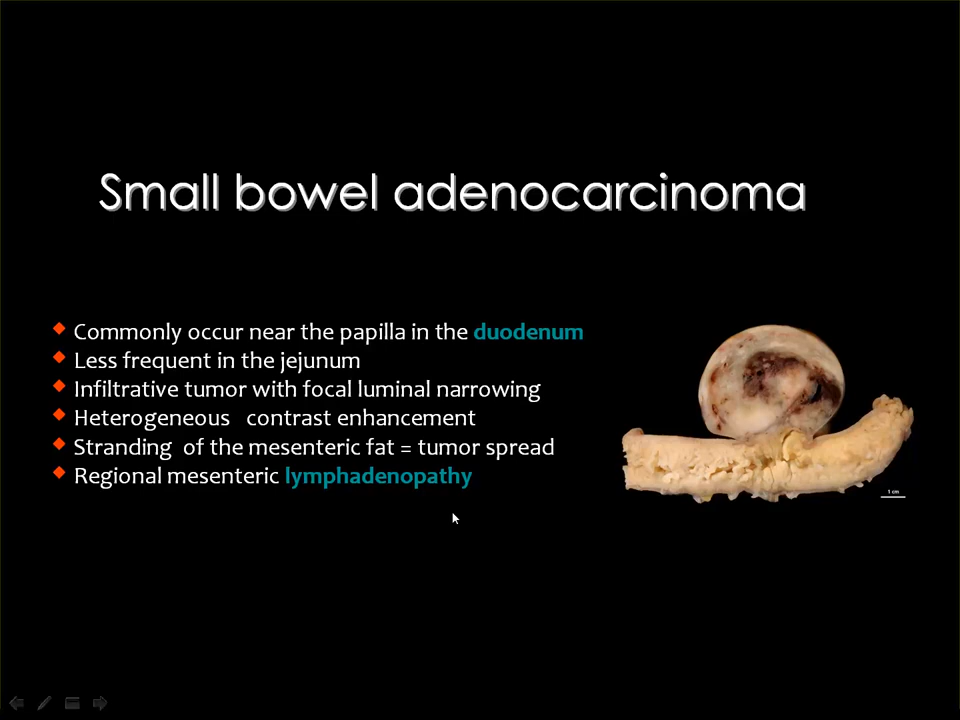 Small bowel adenocarcinoma
Commonly occur near the papilla in the duodenum
Less frequent in the jejunum
Infiltrative tumor with focal luminal narrowing
Heterogeneous contrast enhancement
Stranding of the mesenteric fat = tumor spread
Regional mesenteric lymphadenopathy
1 cm